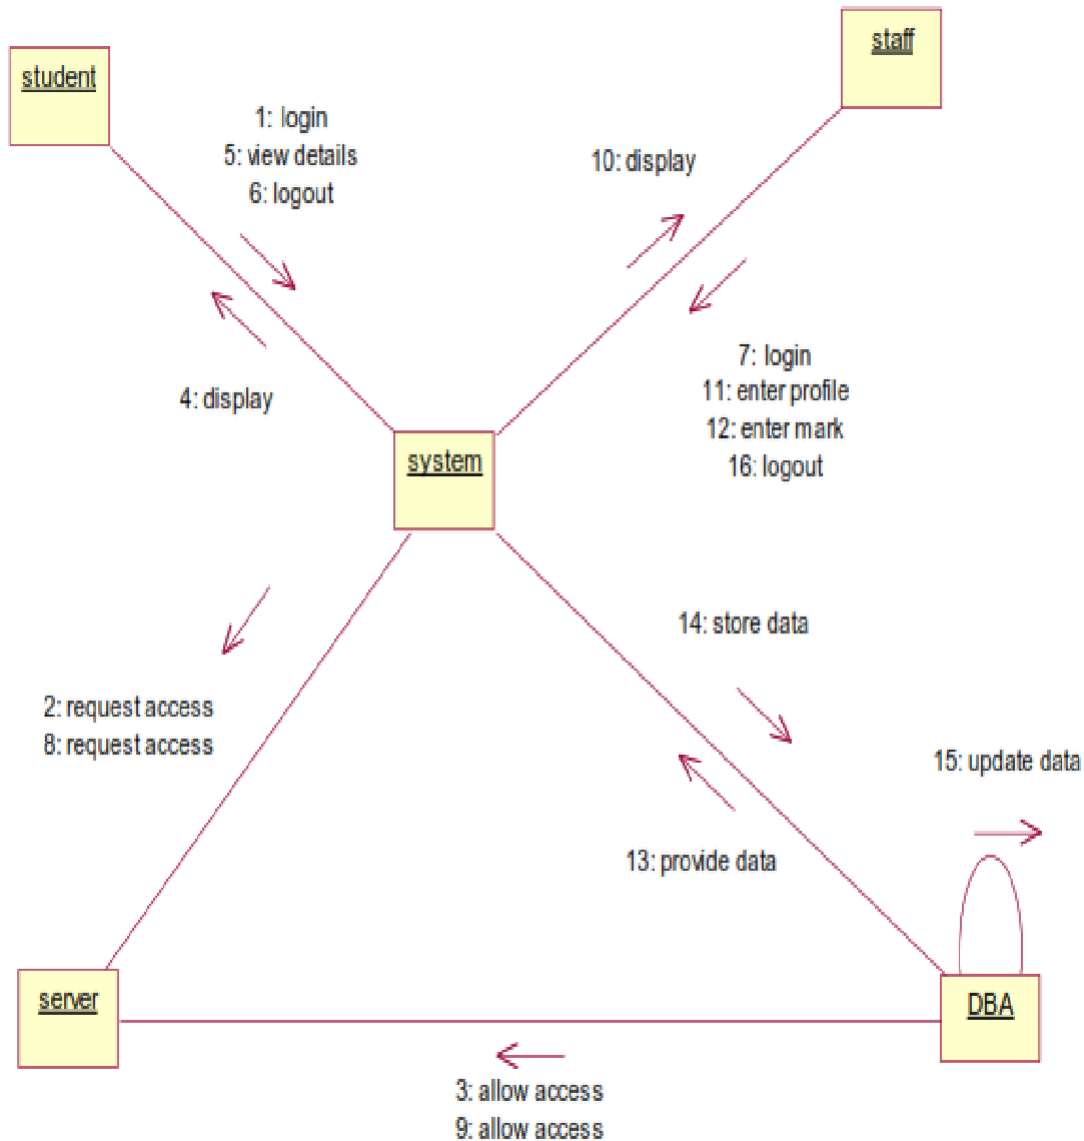 student
staff
1: login
5: view details
6: logout
10: display
4: display
7: login
11: enter profile
12: enter mark
16: logout
system
2: request access
8: request access
14: store data
13: provide data
15: update data
server
DBA
3: allow access
9: allow access